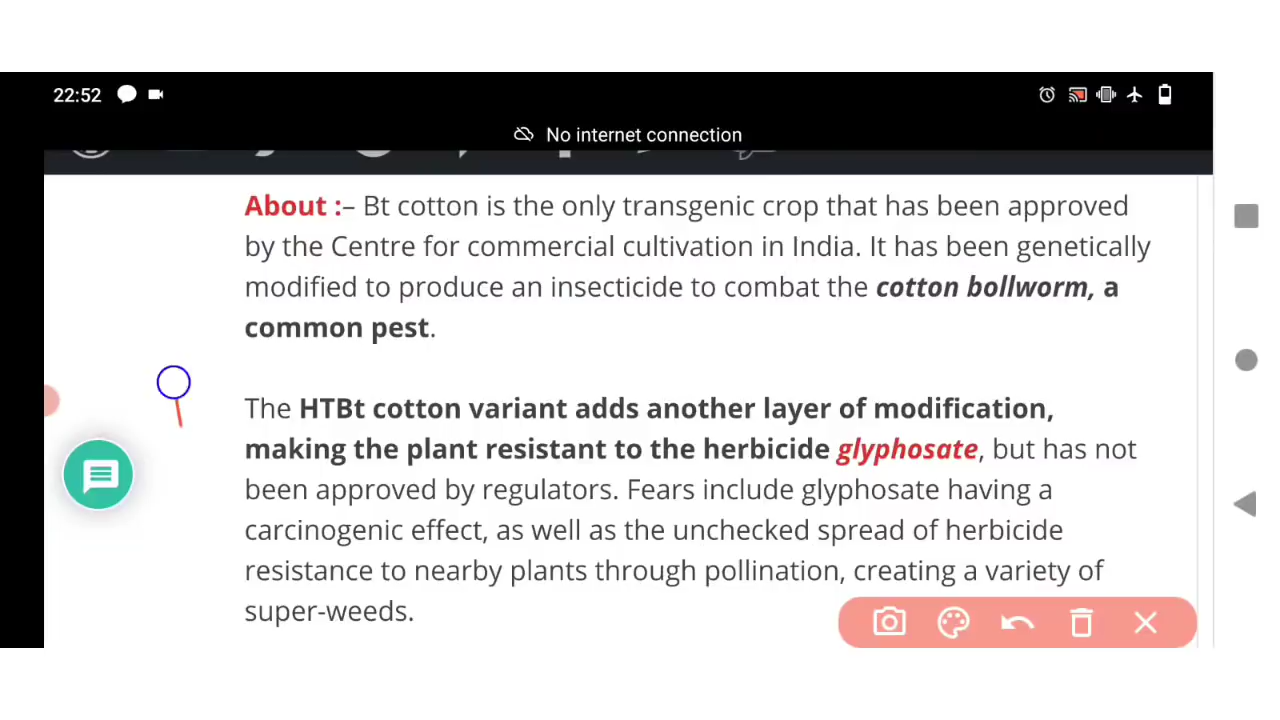 22:52
No internet connection
About :– Bt cotton is the only transgenic crop that has been approved
by the Centre for commercial cultivation in India. It has been genetically
modified to produce an insecticide to combat the cotton bollworm, a
common pest.
The HTBt cotton variant adds another layer of modification,
making the plant resistant to the herbicide glyphosate, but has not
been approved by regulators. Fears include glyphosate having a
carcinogenic effect, as well as the unchecked spread of herbicide
resistance to nearby plants through pollination, creating a variety of
super-weeds.